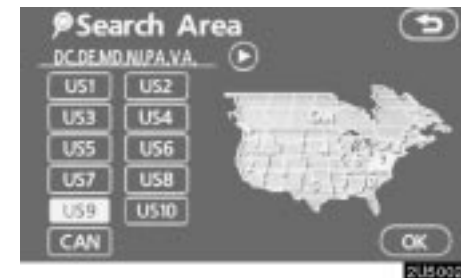 Search Area
DC,DE,MD,NJ,PA,VA,
US1 US2
US3 US4
US5 US6
US7 US8
US9 US10
CAN
OK
2U5002